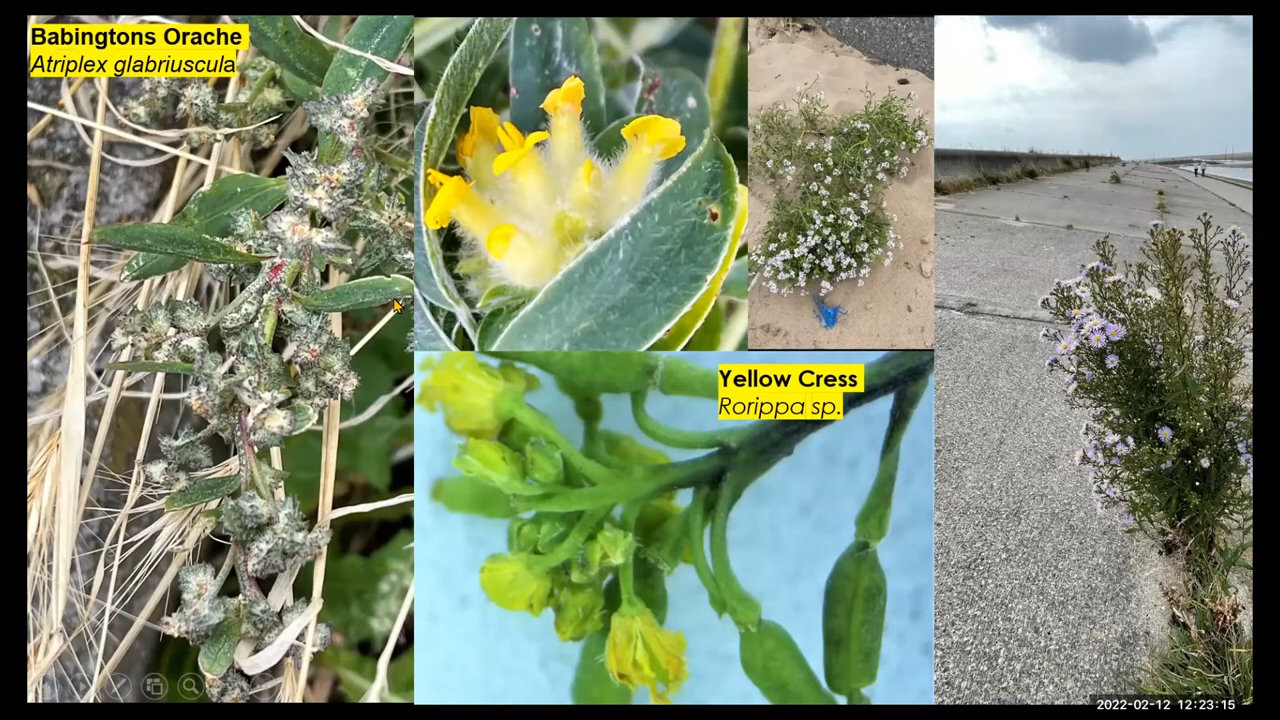 Babingtons Orache
Atriplex glabriuscula
Yellow Cress
Rorippa sp.
2022-02-12 12:23:15